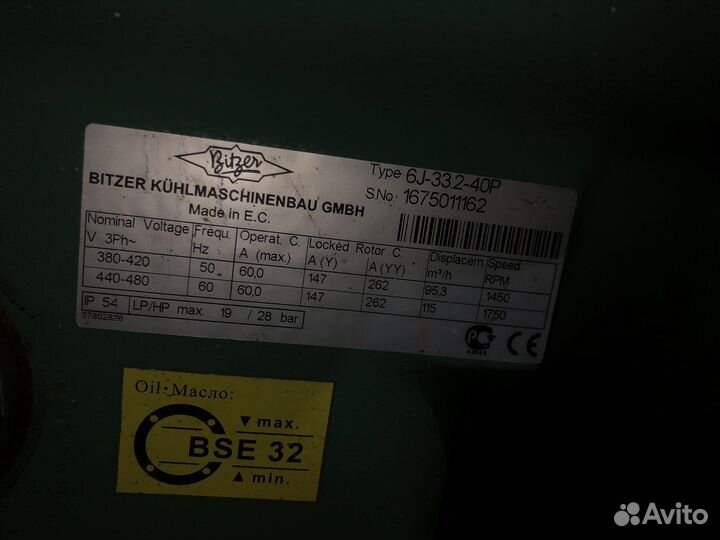 Bitzer
Type 6J-33.2-40P
BITZER KÜHLMASCHINENBAU GMBH
S.No. 1675011162
Made in E.C.
Nominal Voltage Frequ. Operat. C. Locked Rotor C. Displacem. Speed
V 3Ph~ Hz A (max.) A (Y) A (YY) m³/h RPM
380-420 50 60,0 147 262 95,3 1450
440-480 60 60,0 147 262 115 1750
IP 54 LP/HP max. 19 / 28 bar
37802826
CE
Oil·Масло:
▼ max.
BSE 32
▲ min.
Avito